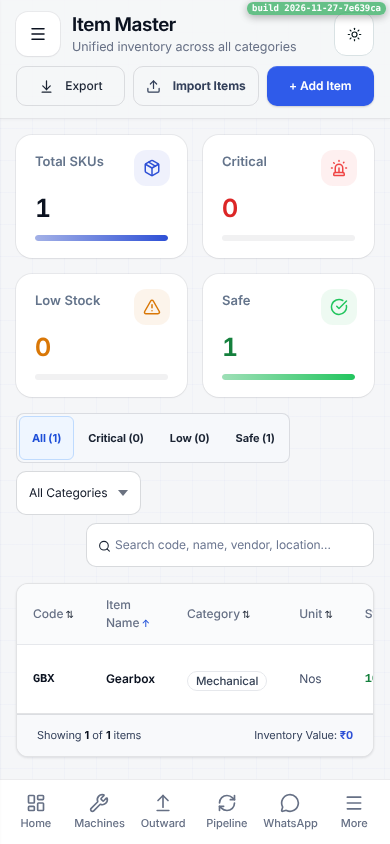 build 2026-11-27-7e639ca
Item Master
Unified inventory across all categories
Export
Import Items
+ Add Item
Total SKUs
1
Critical
0
Low Stock
0
Safe
1
All (1)
Critical (0)
Low (0)
Safe (1)
All Categories
Search code, name, vendor, location...
Code⇅
Item
Name↑
Category⇅
Unit⇅
GBX
Gearbox
Mechanical
Nos
Showing 1 of 1 items
Inventory Value: ₹0
Home
Machines
Outward
Pipeline
WhatsApp
More